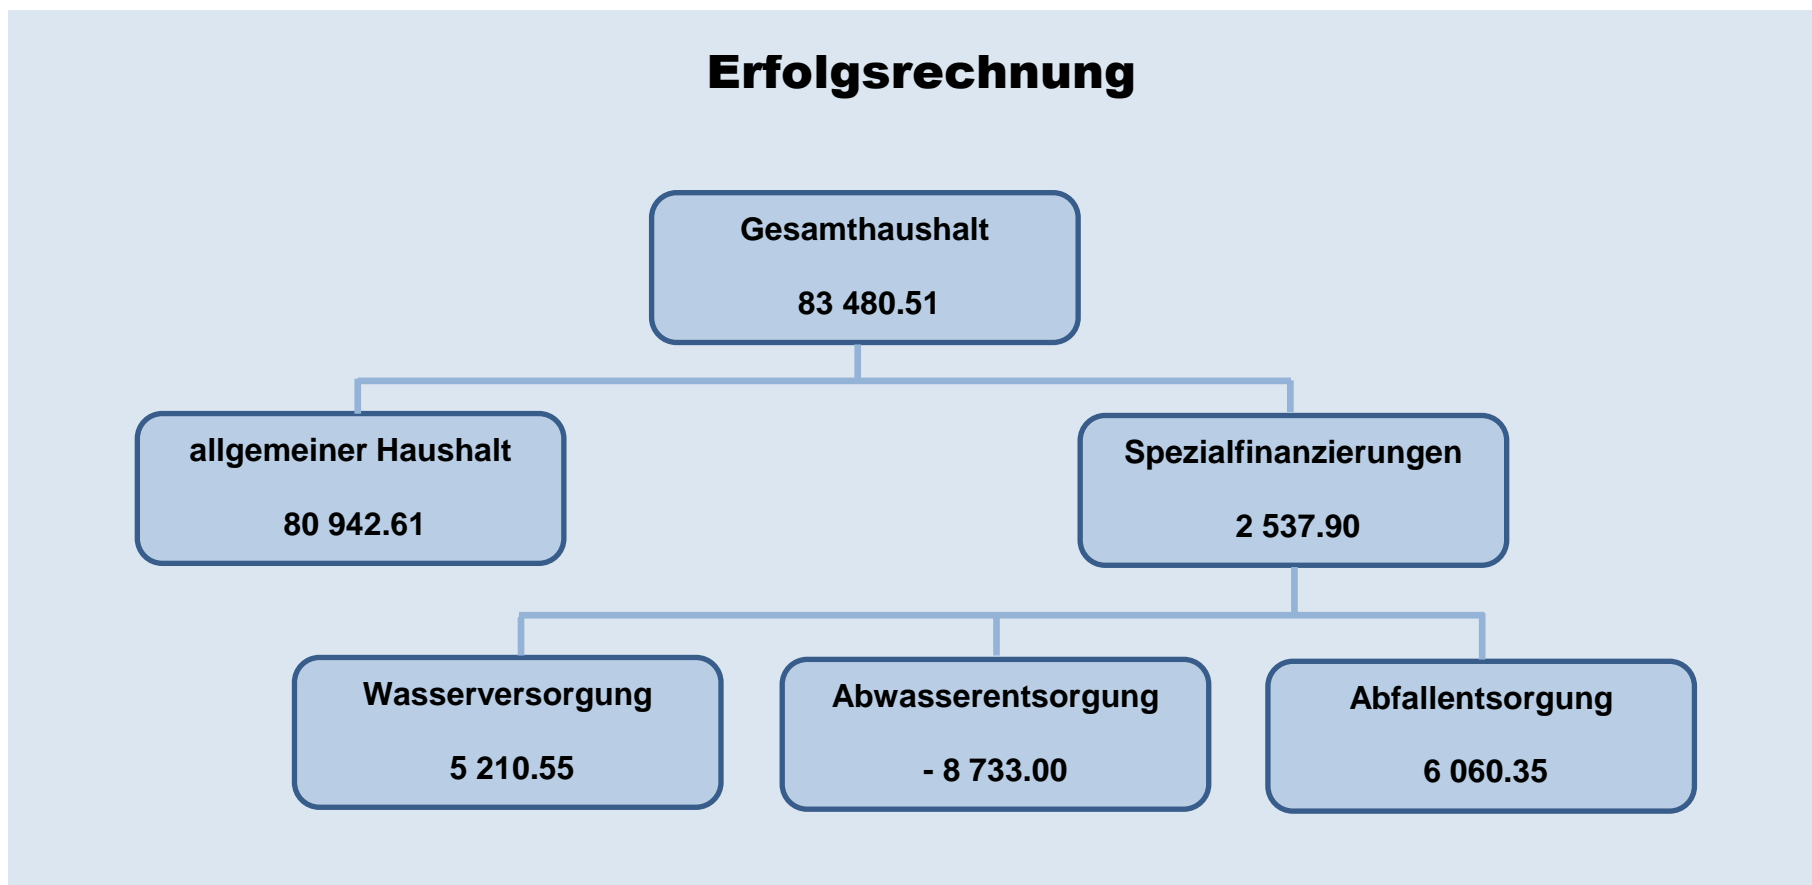 Erfolgsrechnung
Gesamthaushalt
83 480.51
allgemeiner Haushalt
80 942.61
Spezialfinanzierungen
2 537.90
Wasserversorgung
5 210.55
Abwasserentsorgung
- 8 733.00
Abfallentsorgung
6 060.35